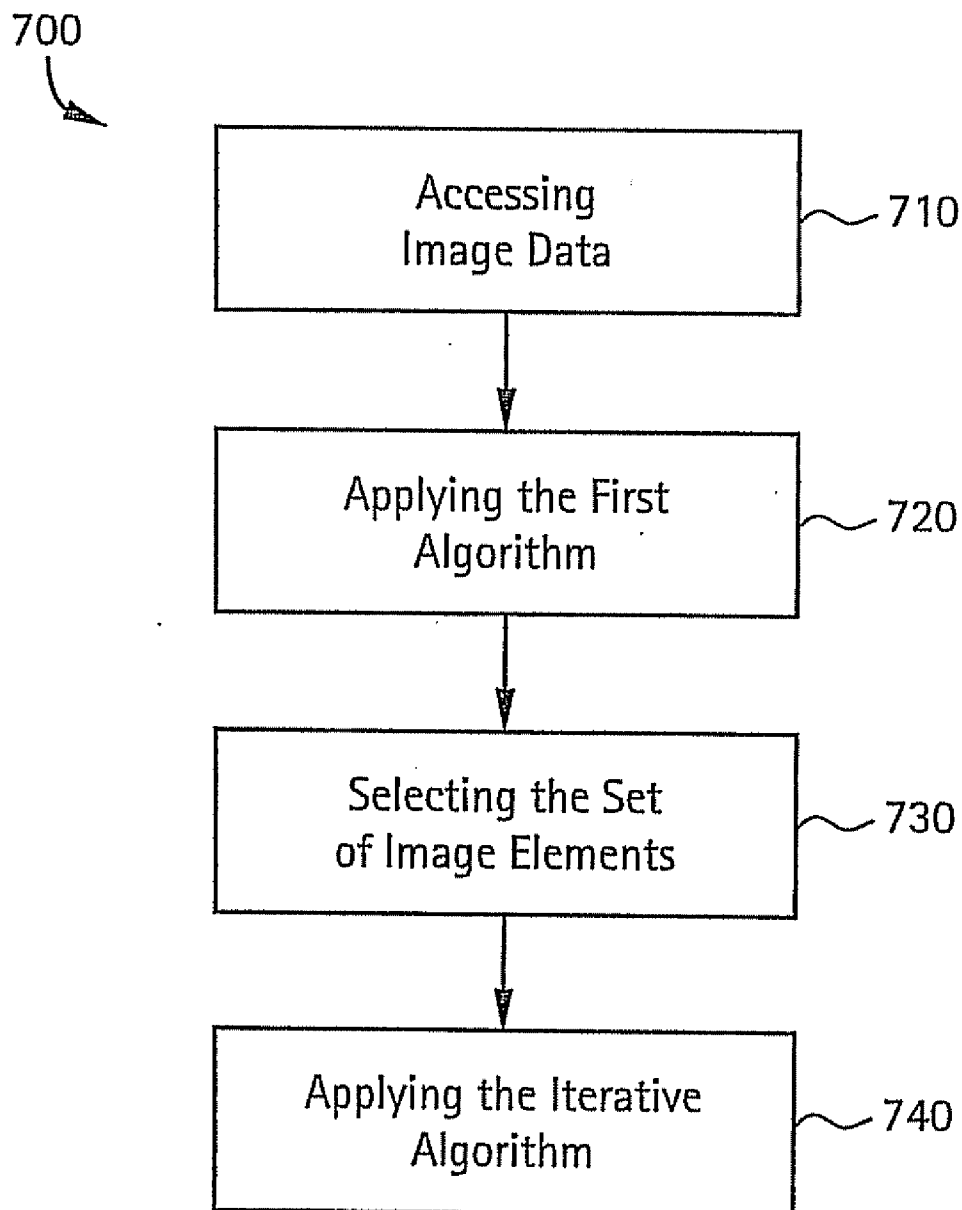 700
Accessing
Image Data
710
Applying the First
Algorithm
720
Selecting the Set
of Image Elements
730
Applying the Iterative
Algorithm
740